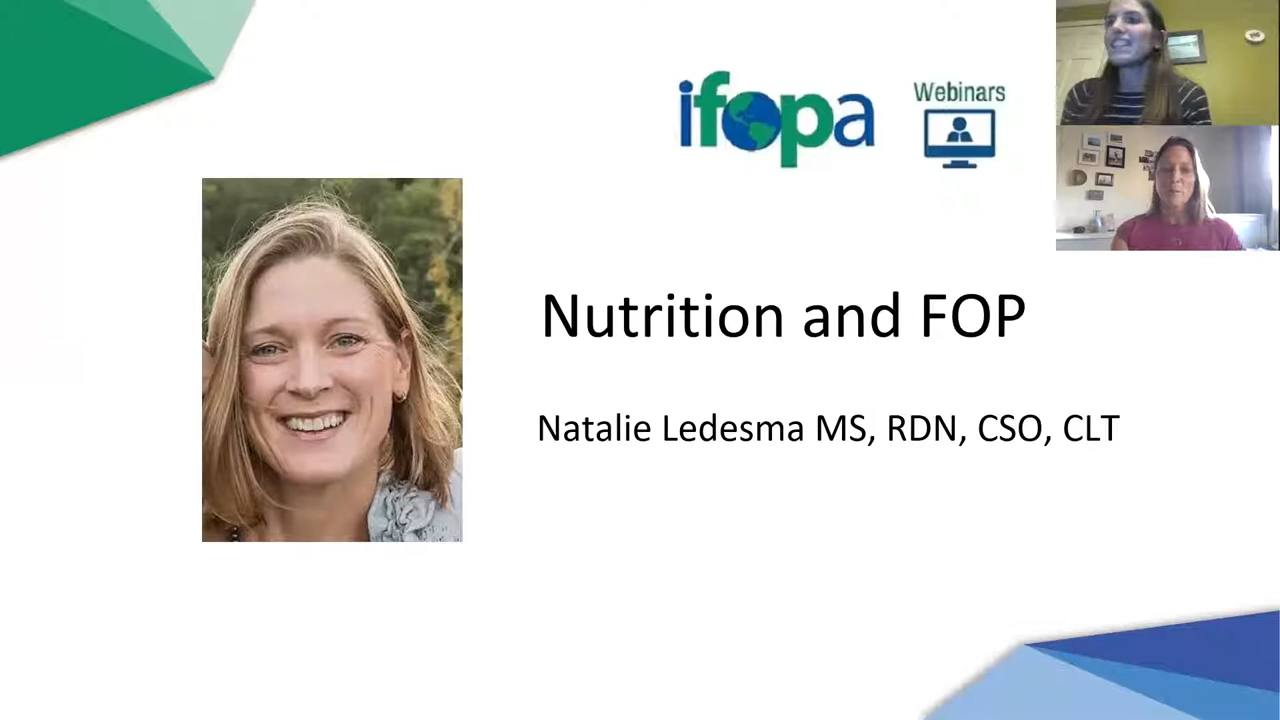 ifopa
Webinars
Nutrition and FOP
Natalie Ledesma MS, RDN, CSO, CLT